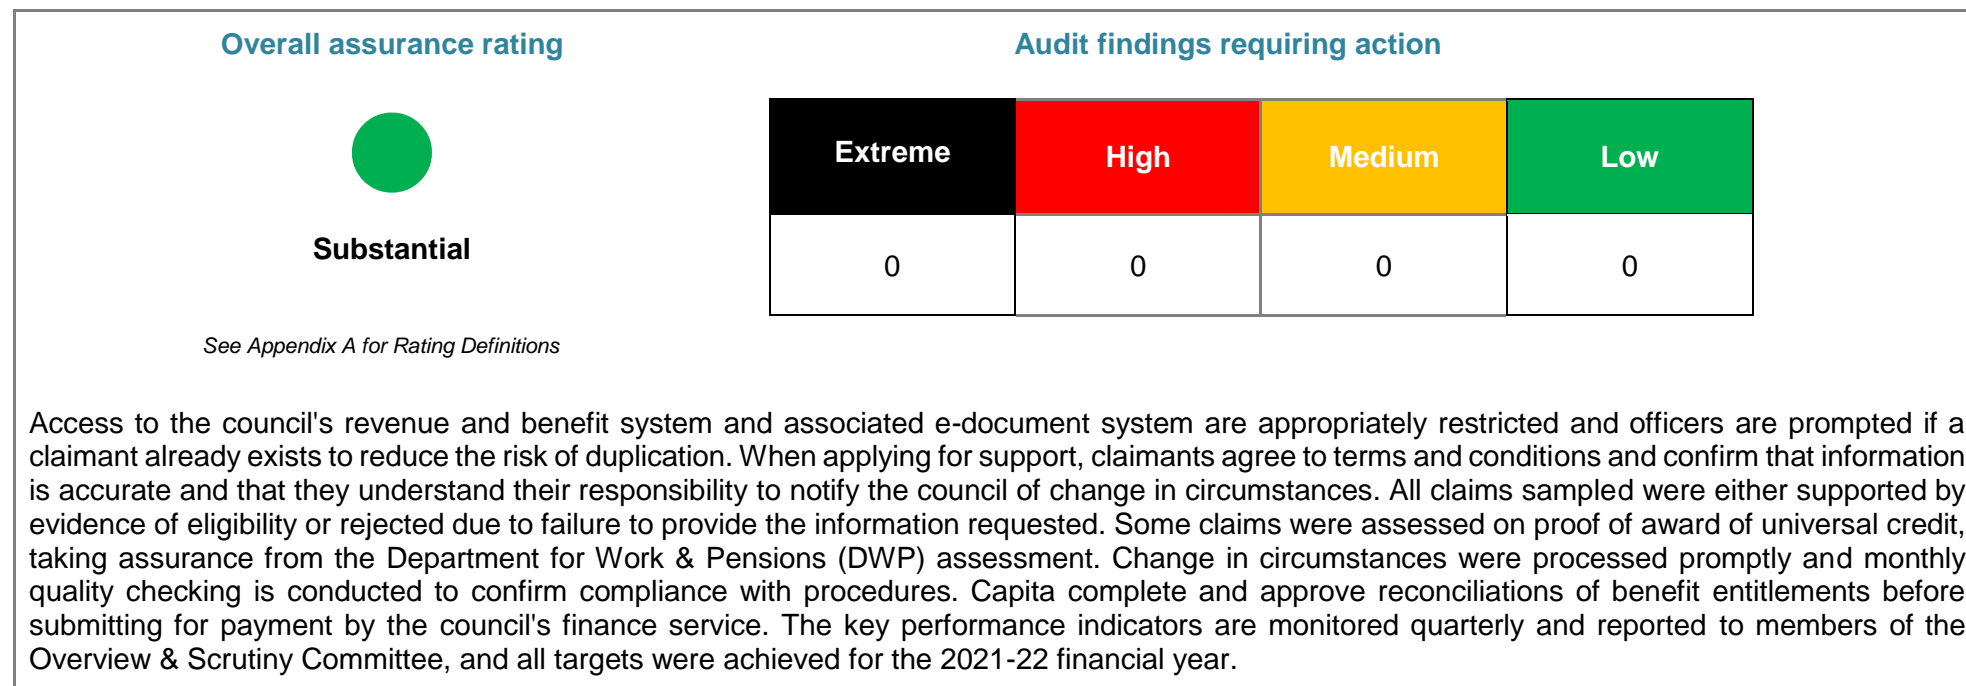 Overall assurance rating
Audit findings requiring action
Extreme High Medium Low
Substantial
0 0 0 0
See Appendix A for Rating Definitions
Access to the council's revenue and benefit system and associated e-document system are appropriately restricted and officers are prompted if a
claimant already exists to reduce the risk of duplication. When applying for support, claimants agree to terms and conditions and confirm that information
is accurate and that they understand their responsibility to notify the council of change in circumstances. All claims sampled were either supported by
evidence of eligibility or rejected due to failure to provide the information requested. Some claims were assessed on proof of award of universal credit,
taking assurance from the Department for Work & Pensions (DWP) assessment. Change in circumstances were processed promptly and monthly
quality checking is conducted to confirm compliance with procedures. Capita complete and approve reconciliations of benefit entitlements before
submitting for payment by the council's finance service. The key performance indicators are monitored quarterly and reported to members of the
Overview & Scrutiny Committee, and all targets were achieved for the 2021-22 financial year.